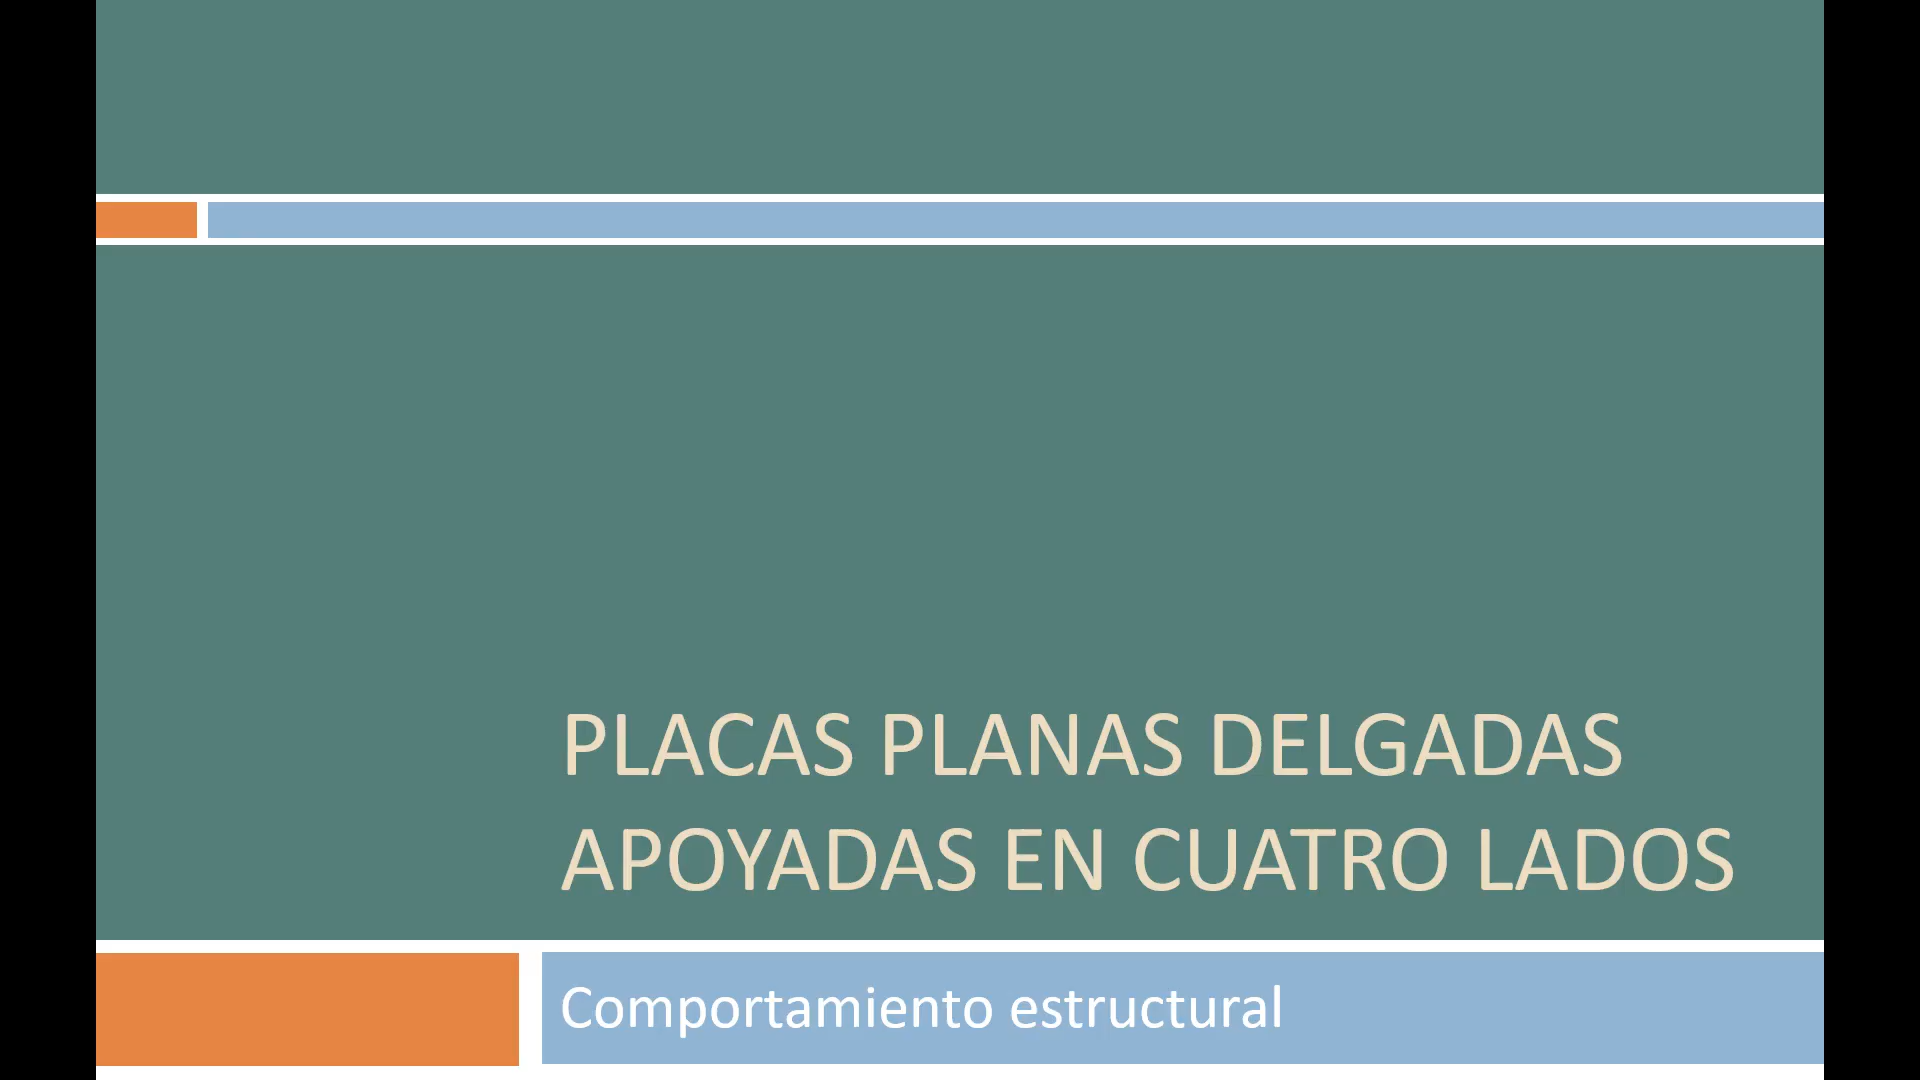 PLACAS PLANAS DELGADAS
APOYADAS EN CUATRO LADOS
Comportamiento estructural